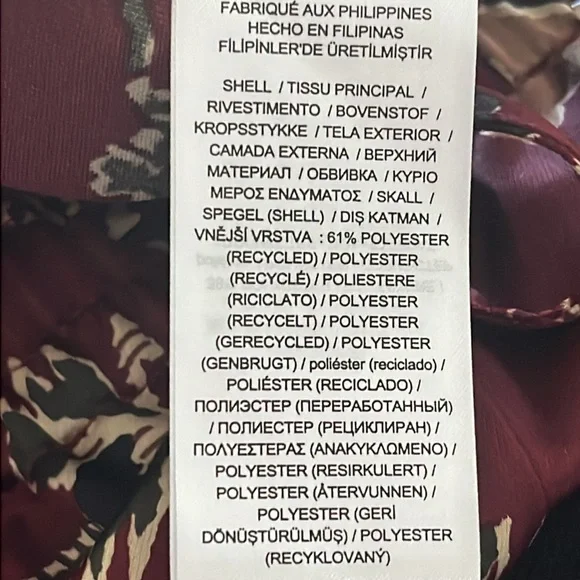 FABRIQUÉ AUX PHILIPPINES
HECHO EN FILIPINAS
FİLİPİNLER'DE ÜRETİLMİŞTİR
SHELL / TISSU PRINCIPAL /
RIVESTIMENTO / BOVENSTOF /
KROPSSTYKKE / TELA EXTERIOR /
CAMADA EXTERNA / ВЕРХНИЙ
МАТЕРИАЛ / ОБВИВКА / ΚΥΡΙΟ
ΜΕΡΟΣ ΕΝΔΥΜΑΤΟΣ / SKALL /
SPEGEL (SHELL) / DIŞ KATMAN /
VNĚJŠÍ VRSTVA : 61% POLYESTER
(RECYCLED) / POLYESTER
(RECYCLÉ) / POLIESTERE
(RICICLATO) / POLYESTER
(RECYCELT) / POLYESTER
(GERECYCLED) / POLYESTER
(GENBRUGT) / poliéster (reciclado) /
POLIÉSTER (RECICLADO) /
ПОЛИЭСТЕР (ПЕРЕРАБОТАННЫЙ)
/ ПОЛИЕСТЕР (РЕЦИКЛИРАН) /
ΠΟΛΥΕΣΤΕΡΑΣ (ΑΝΑΚΥΚΛΩΜΕΝΟ) /
POLYESTER (RESIRKULERT) /
POLYESTER (ÅTERVUNNEN) /
POLYESTER (GERİ
DÖNÜŞTÜRÜLMÜŞ) / POLYESTER
(RECYKLOVANÝ)